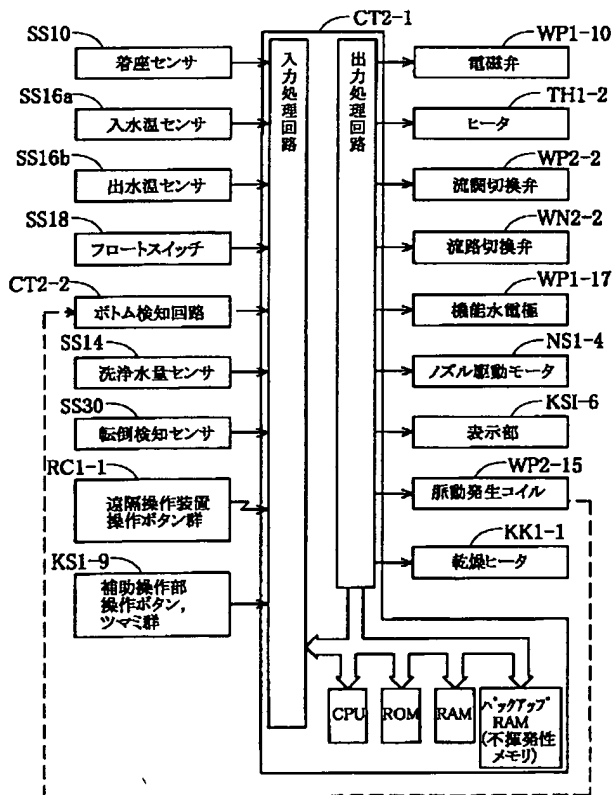 CT2-1
SS10
着座センサ
SS16a
入水温センサ
SS16b
出水温センサ
SS18
フロートスイッチ
CT2-2
ボトム検知回路
SS14
洗浄水量センサ
SS30
転倒検知センサ
RC1-1
遠隔操作装置
操作ボタン群
KS1-9
補助操作部
操作ボタン,
ツマミ群
入力処理回路
出力処理回路
WP1-10
電磁弁
TH1-2
ヒータ
WP2-2
流調切換弁
WN2-2
流路切換弁
WP1-17
機能水電極
NS1-4
ノズル駆動モータ
KSI-6
表示部
WP2-15
脈動発生コイル
KK1-1
乾燥ヒータ
CPU
ROM
RAM
バックアップ
RAM
(不揮発性
メモリ)